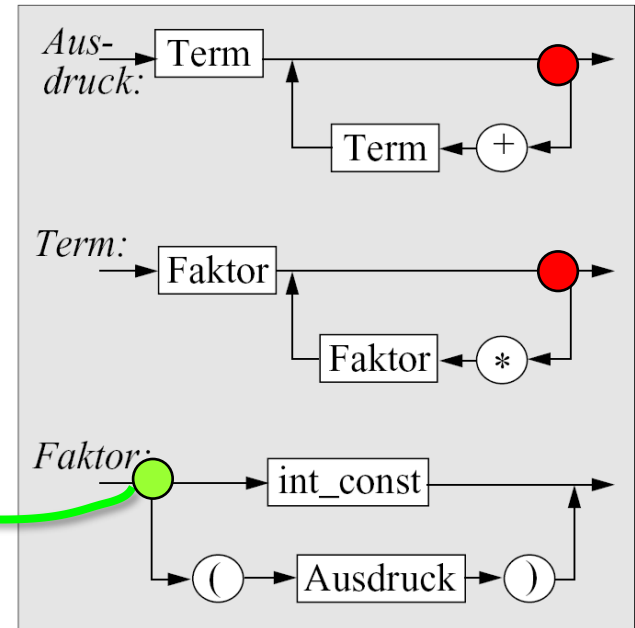 Aus-
druck:
Term
Term
+
Term:
Faktor
Faktor
*
Faktor:
int_const
(
Ausdruck
)